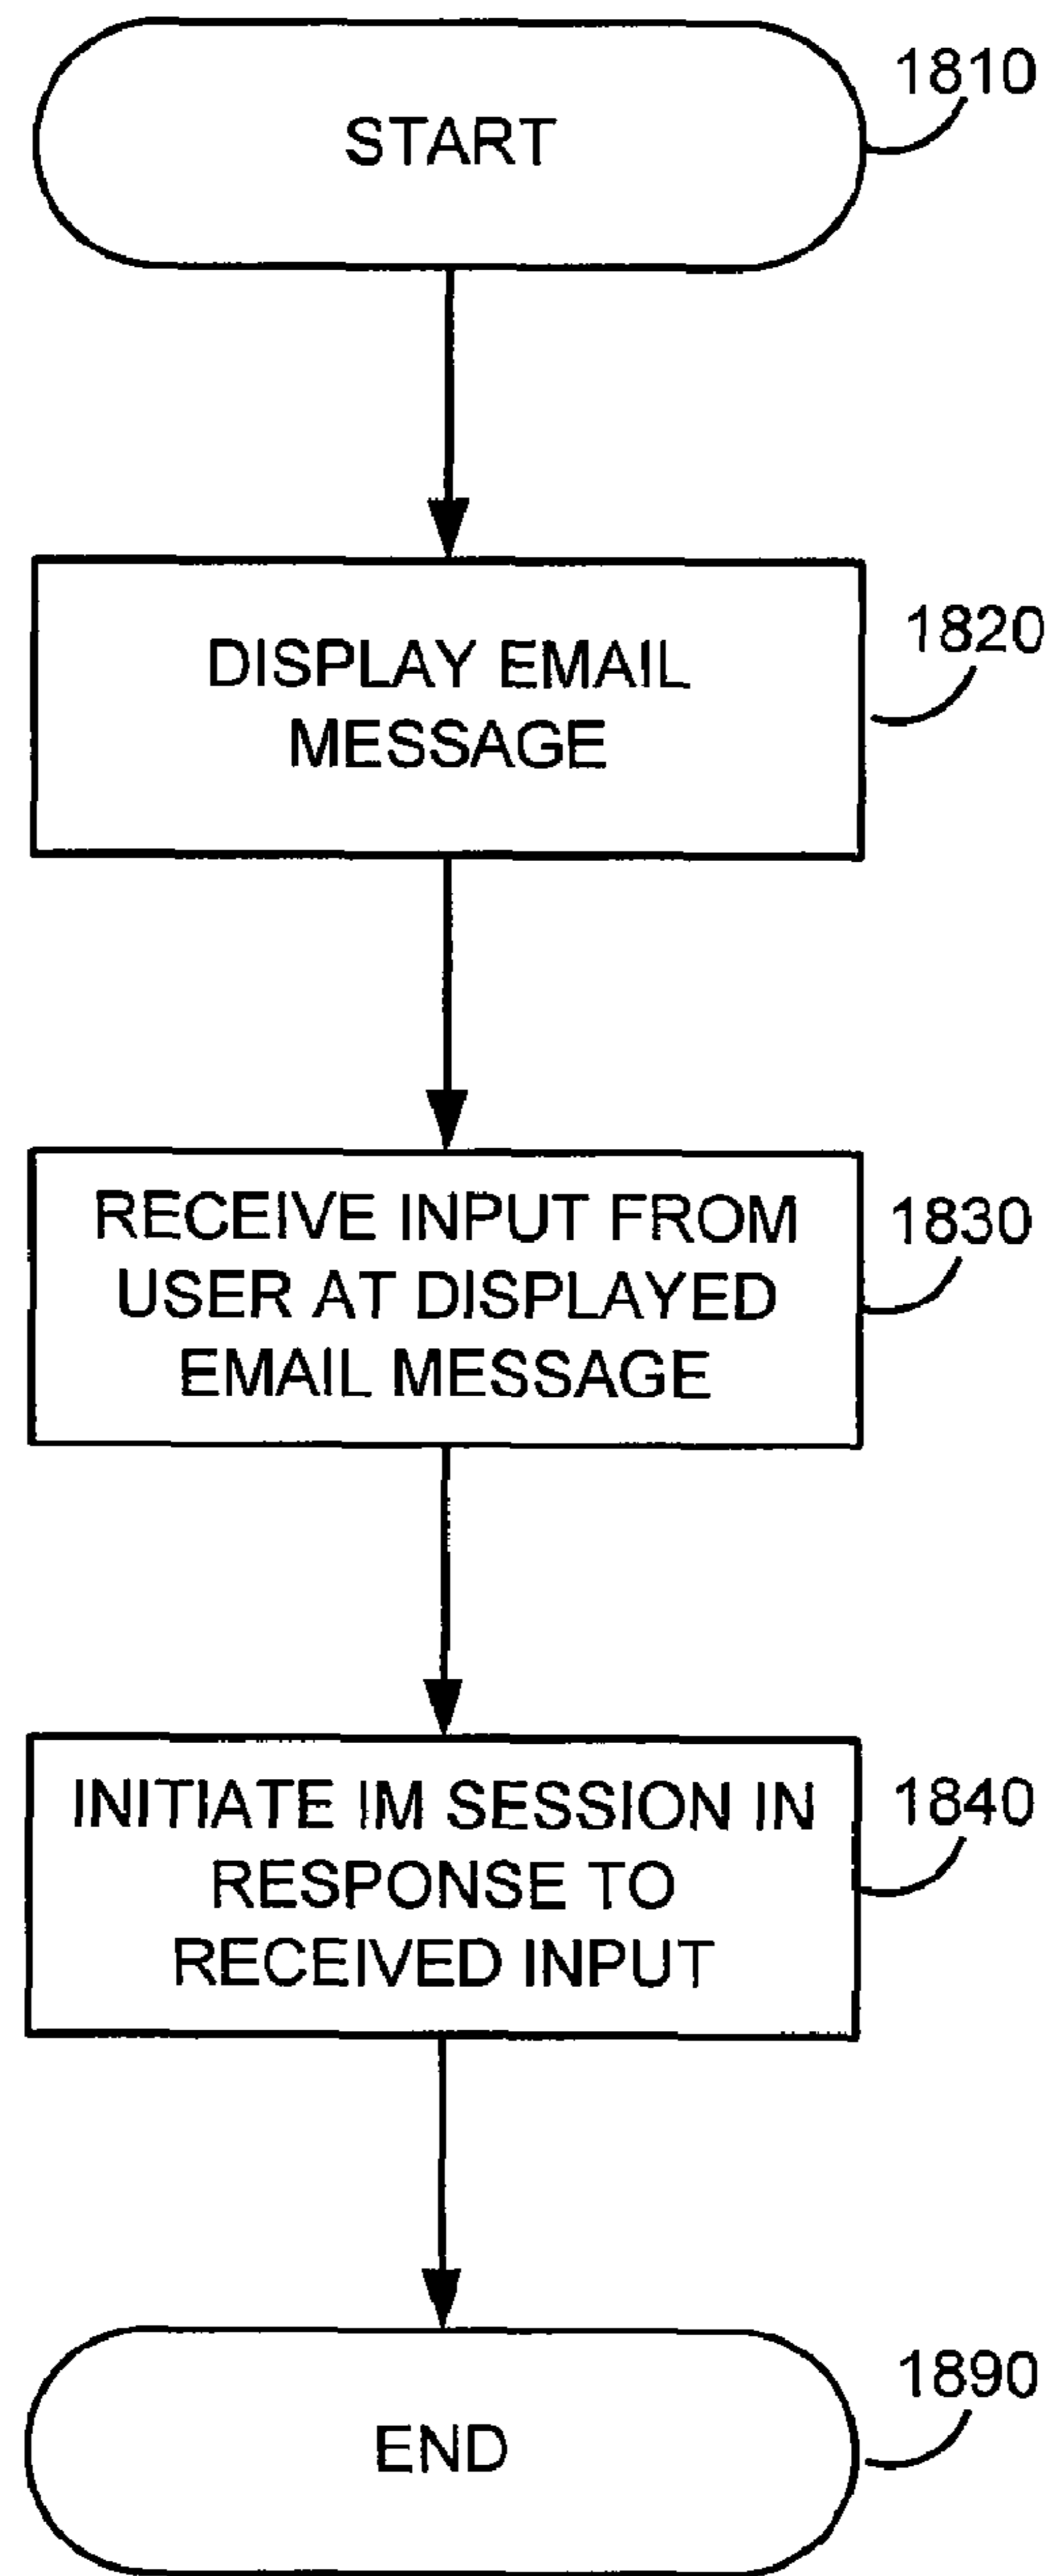 START
1810
DISPLAY EMAIL
MESSAGE
1820
RECEIVE INPUT FROM
USER AT DISPLAYED
EMAIL MESSAGE
1830
INITIATE IM SESSION IN
RESPONSE TO
RECEIVED INPUT
1840
END
1890